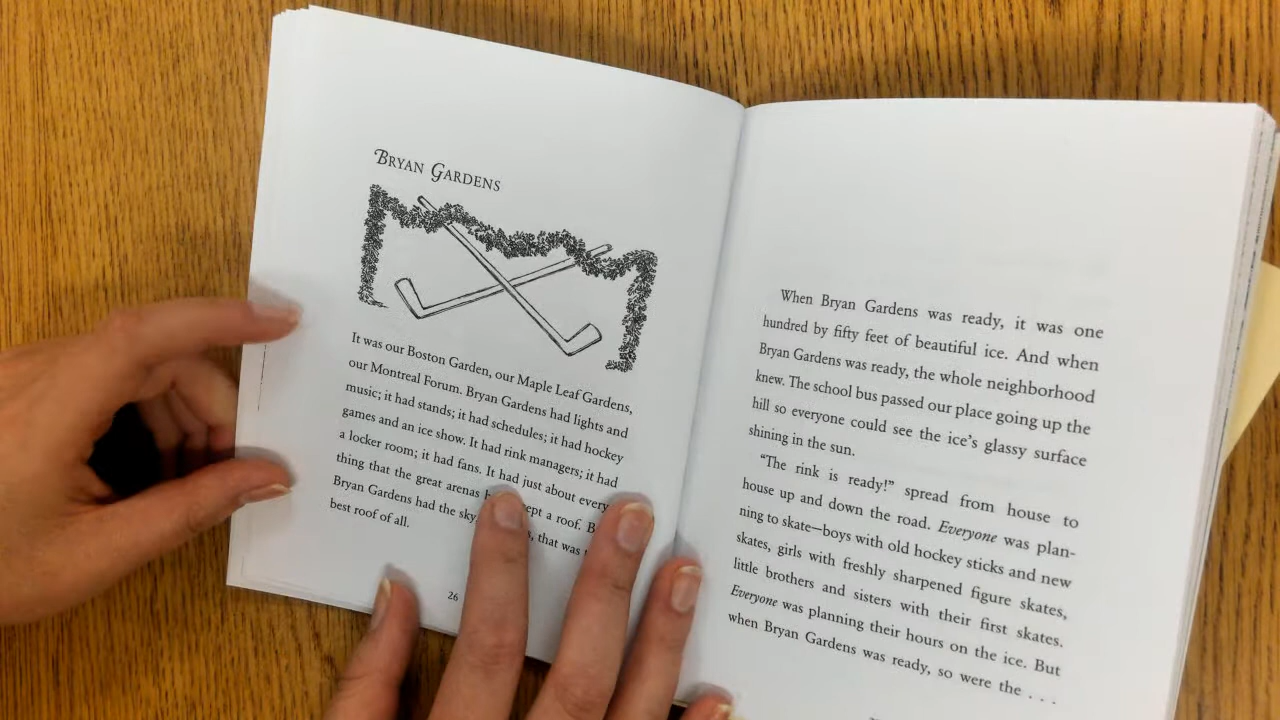 BRYAN GARDENS
It was our Boston Garden, our Maple Leaf Gardens,
our Montreal Forum. Bryan Gardens had lights and
music; it had stands; it had schedules; it had hockey
games and an ice show. It had rink managers; it had
a locker room; it had fans. It had just about every-
thing that the great arenas ept a roof.
Bryan Gardens had the sky that was
best roof of all.
26
When Bryan Gardens was ready, it was one
hundred by fifty feet of beautiful ice. And when
Bryan Gardens was ready, the whole neighborhood
knew. The school bus passed our place going up the
hill so everyone could see the ice's glassy surface
shining in the sun.
"The rink is ready!" spread from house to
house up and down the road. Everyone was plan-
ning to skate—boys with old hockey sticks and new
skates, girls with freshly sharpened figure skates,
little brothers and sisters with their first skates.
Everyone was planning their hours on the ice. But
when Bryan Gardens was ready, so were the . . .